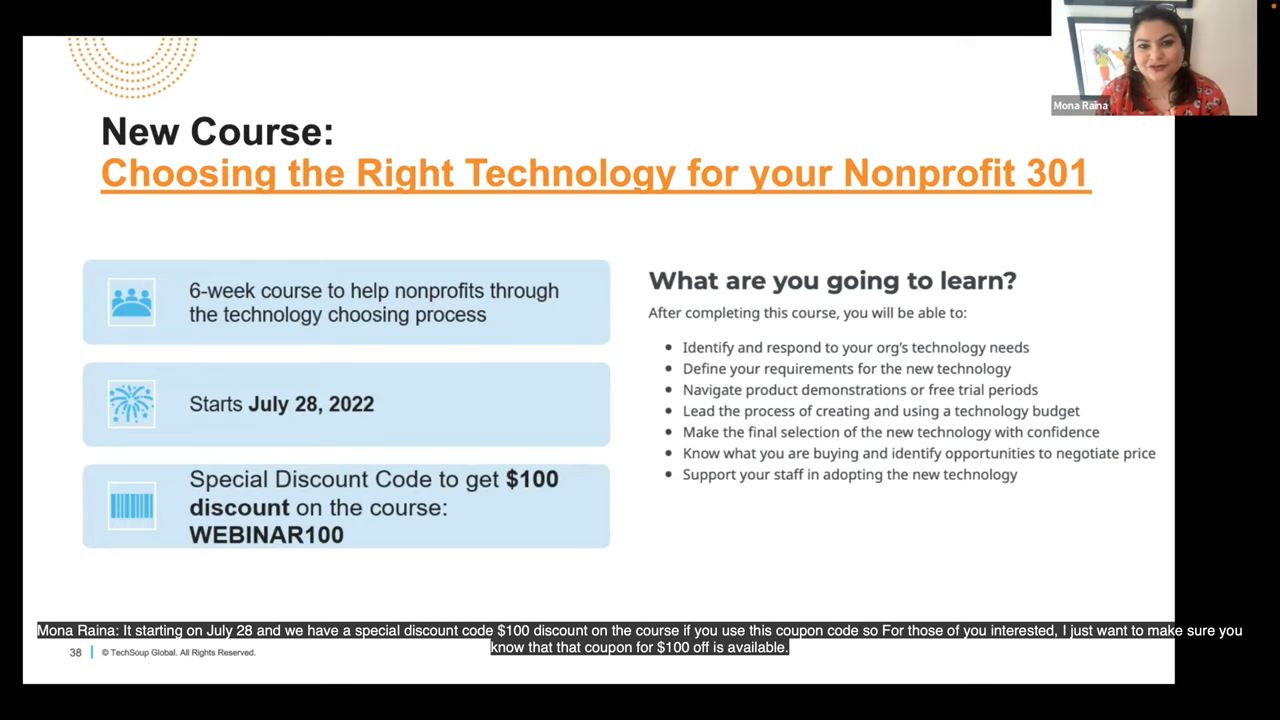 Mona Raina
New Course:
Choosing the Right Technology for your Nonprofit 301
6-week course to help nonprofits through
the technology choosing process
Starts July 28, 2022
Special Discount Code to get $100
discount on the course:
WEBINAR100
What are you going to learn?
After completing this course, you will be able to:
• Identify and respond to your org's technology needs
• Define your requirements for the new technology
• Navigate product demonstrations or free trial periods
• Lead the process of creating and using a technology budget
• Make the final selection of the new technology with confidence
• Know what you are buying and identify opportunities to negotiate price
• Support your staff in adopting the new technology
Mona Raina: It starting on July 28 and we have a special discount code $100 discount on the course if you use this coupon code so For those of you interested, I just want to make sure you
know that that coupon for $100 off is available.
38 | © TechSoup Global. All Rights Reserved.